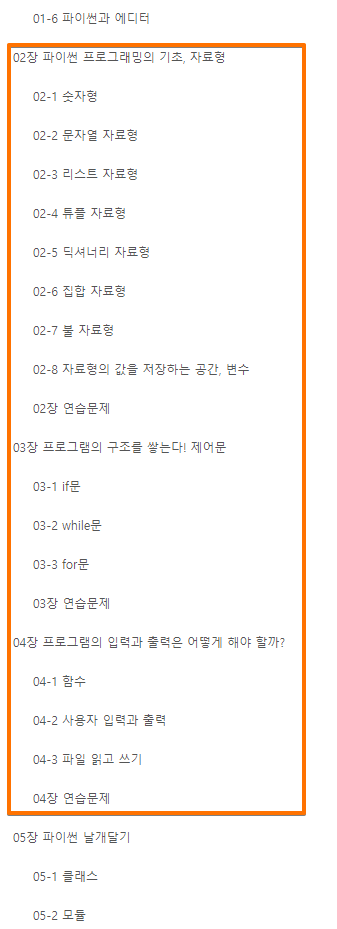 01-6 파이썬과 에디터
02장 파이썬 프로그래밍의 기초, 자료형
02-1 숫자형
02-2 문자열 자료형
02-3 리스트 자료형
02-4 튜플 자료형
02-5 딕셔너리 자료형
02-6 집합 자료형
02-7 불 자료형
02-8 자료형의 값을 저장하는 공간, 변수
02장 연습문제
03장 프로그램의 구조를 쌓는다! 제어문
03-1 if문
03-2 while문
03-3 for문
03장 연습문제
04장 프로그램의 입력과 출력은 어떻게 해야 할까?
04-1 함수
04-2 사용자 입력과 출력
04-3 파일 읽고 쓰기
04장 연습문제
05장 파이썬 날개달기
05-1 클래스
05-2 모듈